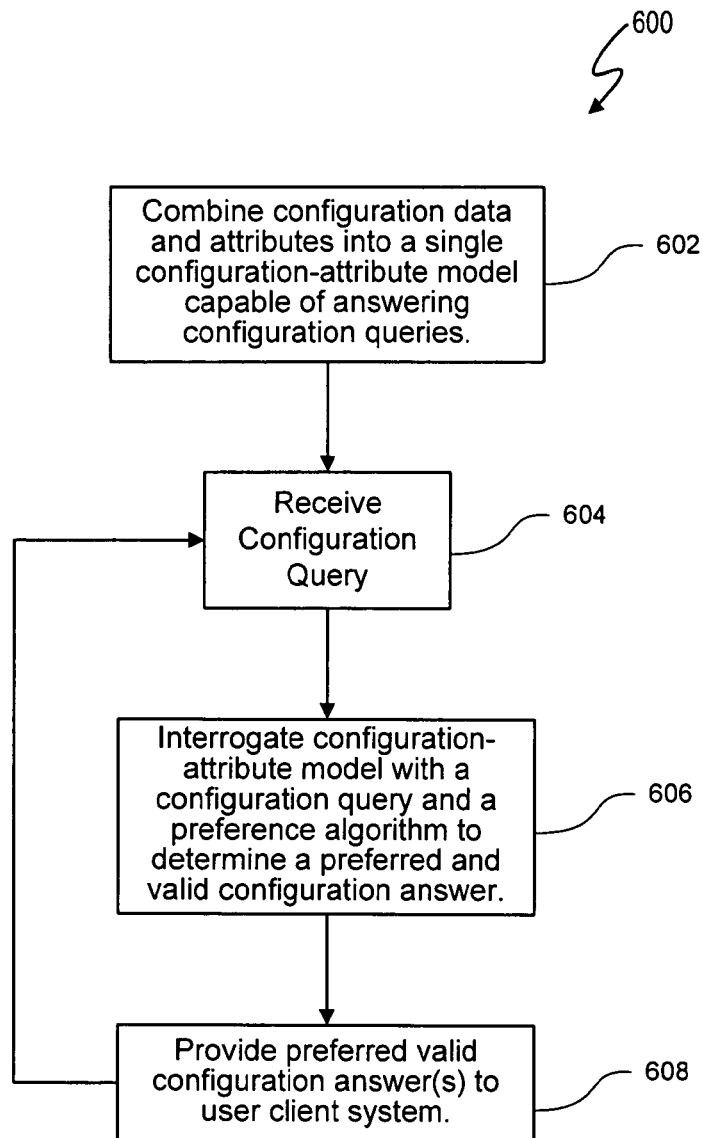 600
Combine configuration data
and attributes into a single
configuration-attribute model
capable of answering
configuration queries.
602
Receive
Configuration
Query
604
Interrogate configuration-
attribute model with a
configuration query and a
preference algorithm to
determine a preferred and
valid configuration answer.
606
Provide preferred valid
configuration answer(s) to
user client system.
608